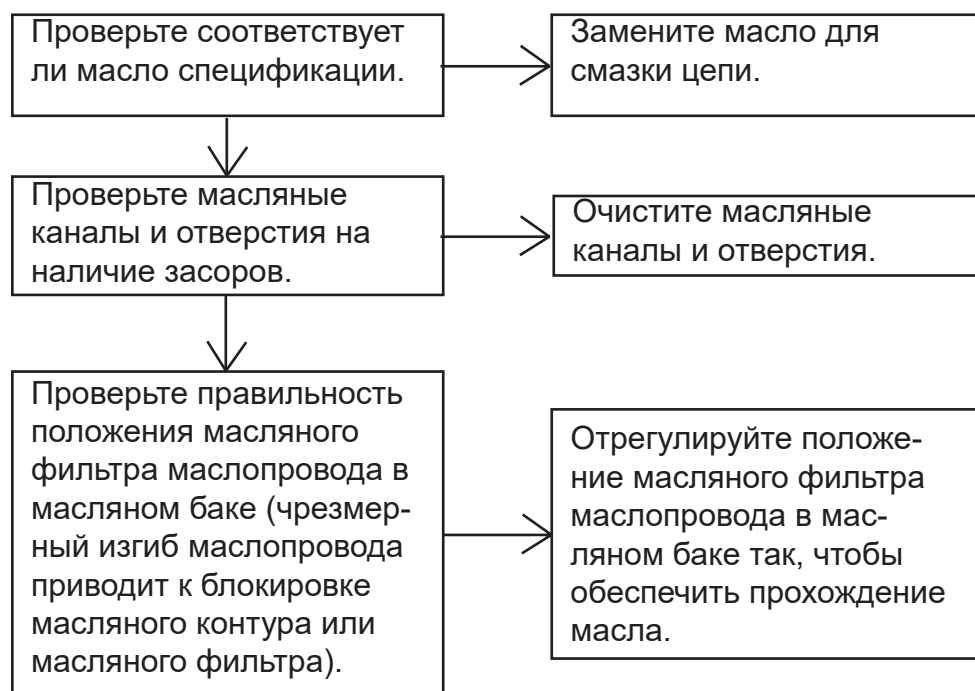 Проверьте соответствует
ли масло спецификации.
Замените масло для
смазки цепи.
Проверьте масляные
каналы и отверстия на
наличие засоров.
Очистите масляные
каналы и отверстия.
Проверьте правильность
положения масляного
фильтра маслопровода в
масляном баке (чрезмер-
ный изгиб маслопровода
приводит к блокировке
масляного контура или
масляного фильтра).
Отрегулируйте положе-
ние масляного фильтра
маслопровода в мас-
ляном баке так, чтобы
обеспечить прохождение
масла.